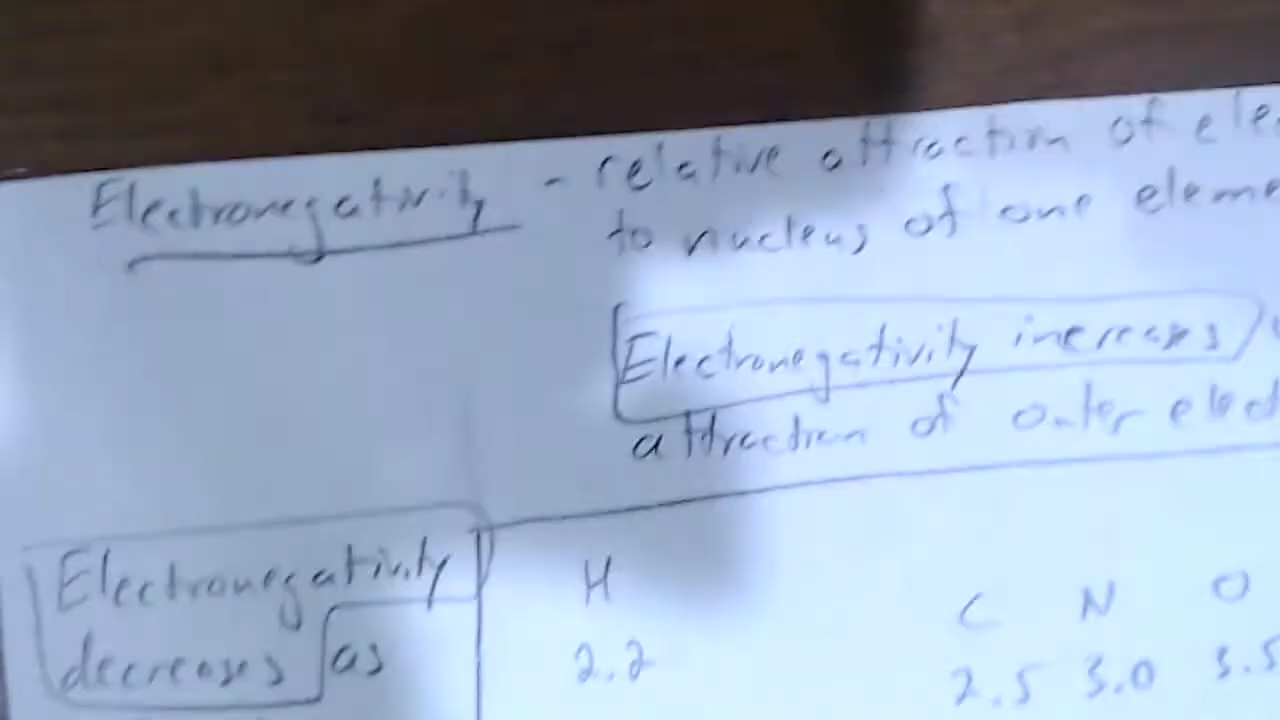 Electronegativity - relative attraction of ele
to nucleus of one eleme
Electronegativity increases
attraction of outer elect
Electronegativity
decreases as
H C N O
2.2 2.5 3.0 3.5